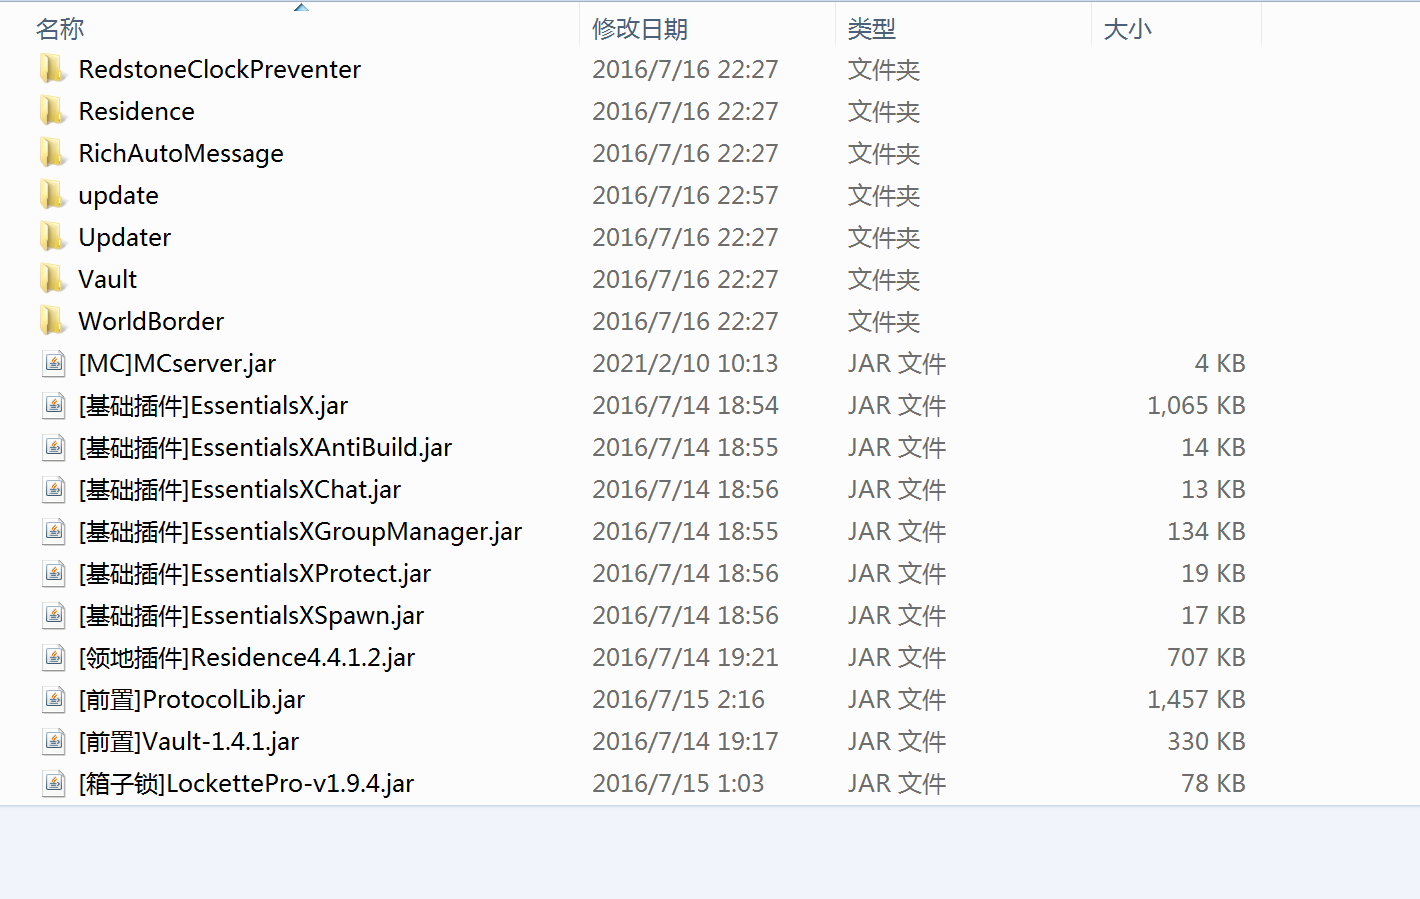 名称 修改日期 类型 大小
RedstoneClockPreventer 2016/7/16 22:27 文件夹
Residence 2016/7/16 22:27 文件夹
RichAutoMessage 2016/7/16 22:27 文件夹
update 2016/7/16 22:57 文件夹
Updater 2016/7/16 22:27 文件夹
Vault 2016/7/16 22:27 文件夹
WorldBorder 2016/7/16 22:27 文件夹
[MC]MCserver.jar 2021/2/10 10:13 JAR 文件 4 KB
[基础插件]EssentialsX.jar 2016/7/14 18:54 JAR 文件 1,065 KB
[基础插件]EssentialsXAntiBuild.jar 2016/7/14 18:55 JAR 文件 14 KB
[基础插件]EssentialsXChat.jar 2016/7/14 18:56 JAR 文件 13 KB
[基础插件]EssentialsXGroupManager.jar 2016/7/14 18:55 JAR 文件 134 KB
[基础插件]EssentialsXProtect.jar 2016/7/14 18:56 JAR 文件 19 KB
[基础插件]EssentialsXSpawn.jar 2016/7/14 18:56 JAR 文件 17 KB
[领地插件]Residence4.4.1.2.jar 2016/7/14 19:21 JAR 文件 707 KB
[前置]ProtocolLib.jar 2016/7/15 2:16 JAR 文件 1,457 KB
[前置]Vault-1.4.1.jar 2016/7/14 19:17 JAR 文件 330 KB
[箱子锁]LockettePro-v1.9.4.jar 2016/7/15 1:03 JAR 文件 78 KB